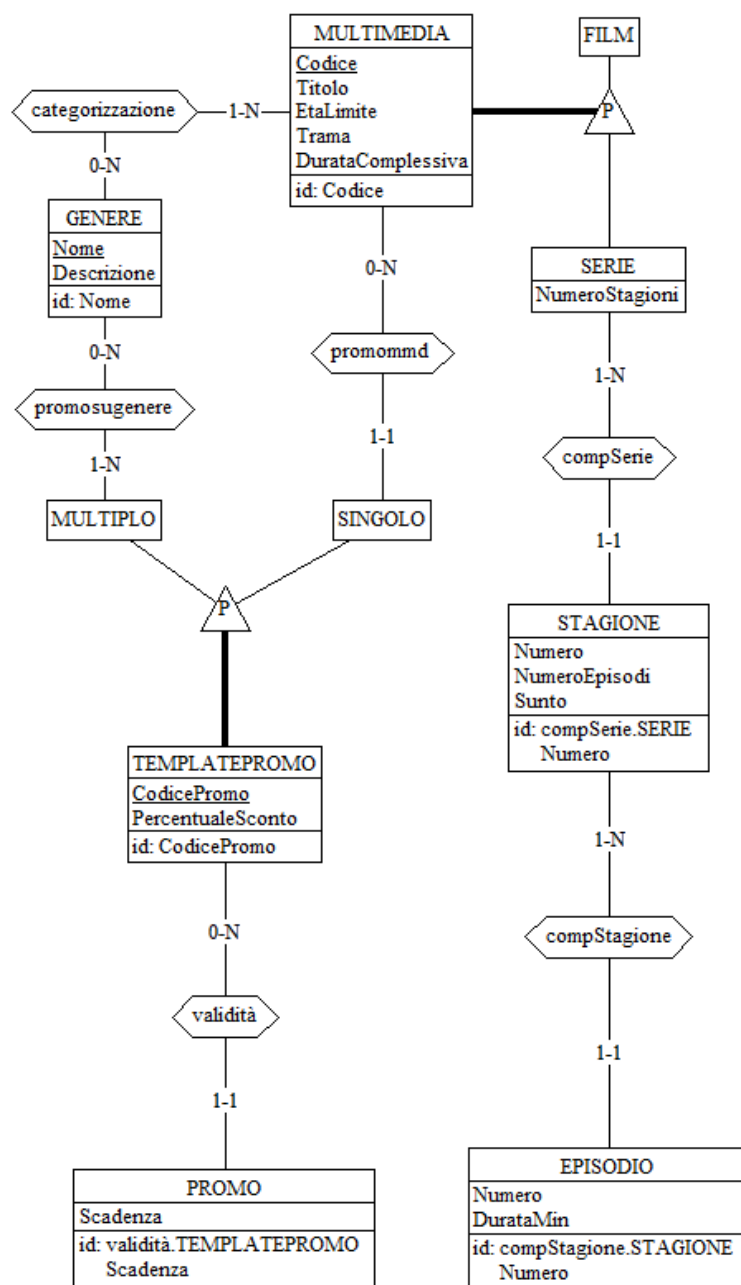 MULTIMEDIA
Codice
Titolo
EtaLimite
Trama
DurataComplessiva
id: Codice
FILM
P
categorizzazione
1-N
0-N
GENERE
Nome
Descrizione
id: Nome
0-N
promosugenere
1-N
MULTIPLO
0-N
promommd
1-1
SINGOLO
SERIE
NumeroStagioni
1-N
compSerie
1-1
STAGIONE
Numero
NumeroEpisodi
Sunto
id: compSerie.SERIE
Numero
P
TEMPLATEPROMO
CodicePromo
PercentualeSconto
id: CodicePromo
0-N
validità
1-1
PROMO
Scadenza
id: validità.TEMPLATEPROMO
Scadenza
1-N
compStagione
1-1
EPISODIO
Numero
DurataMin
id: compStagione.STAGIONE
Numero